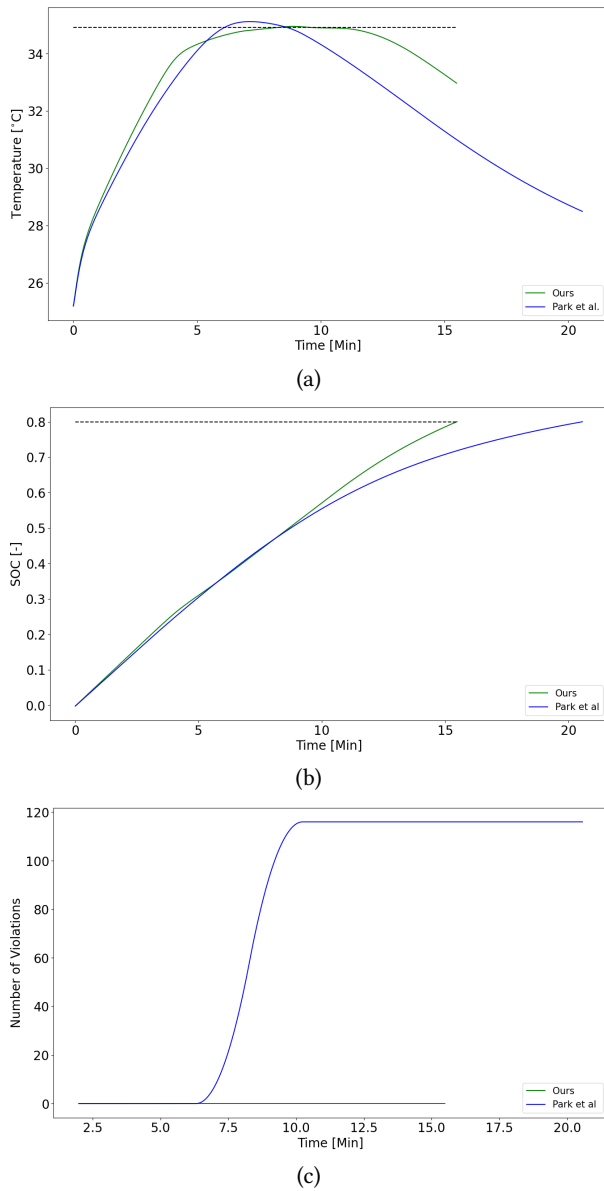 34
32
30
28
26
Temperature [°C]
0
5
10
15
20
Time [Min]
Ours
Park et al.
(a)
0.8
0.7
0.6
0.5
0.4
0.3
0.2
0.1
0.0
SOC [-]
0
5
10
15
20
Time [Min]
Ours
Park et al
(b)
120
100
80
60
40
20
0
Number of Violations
2.5
5.0
7.5
10.0
12.5
15.0
17.5
20.0
Time [Min]
Ours
Park et al
(c)